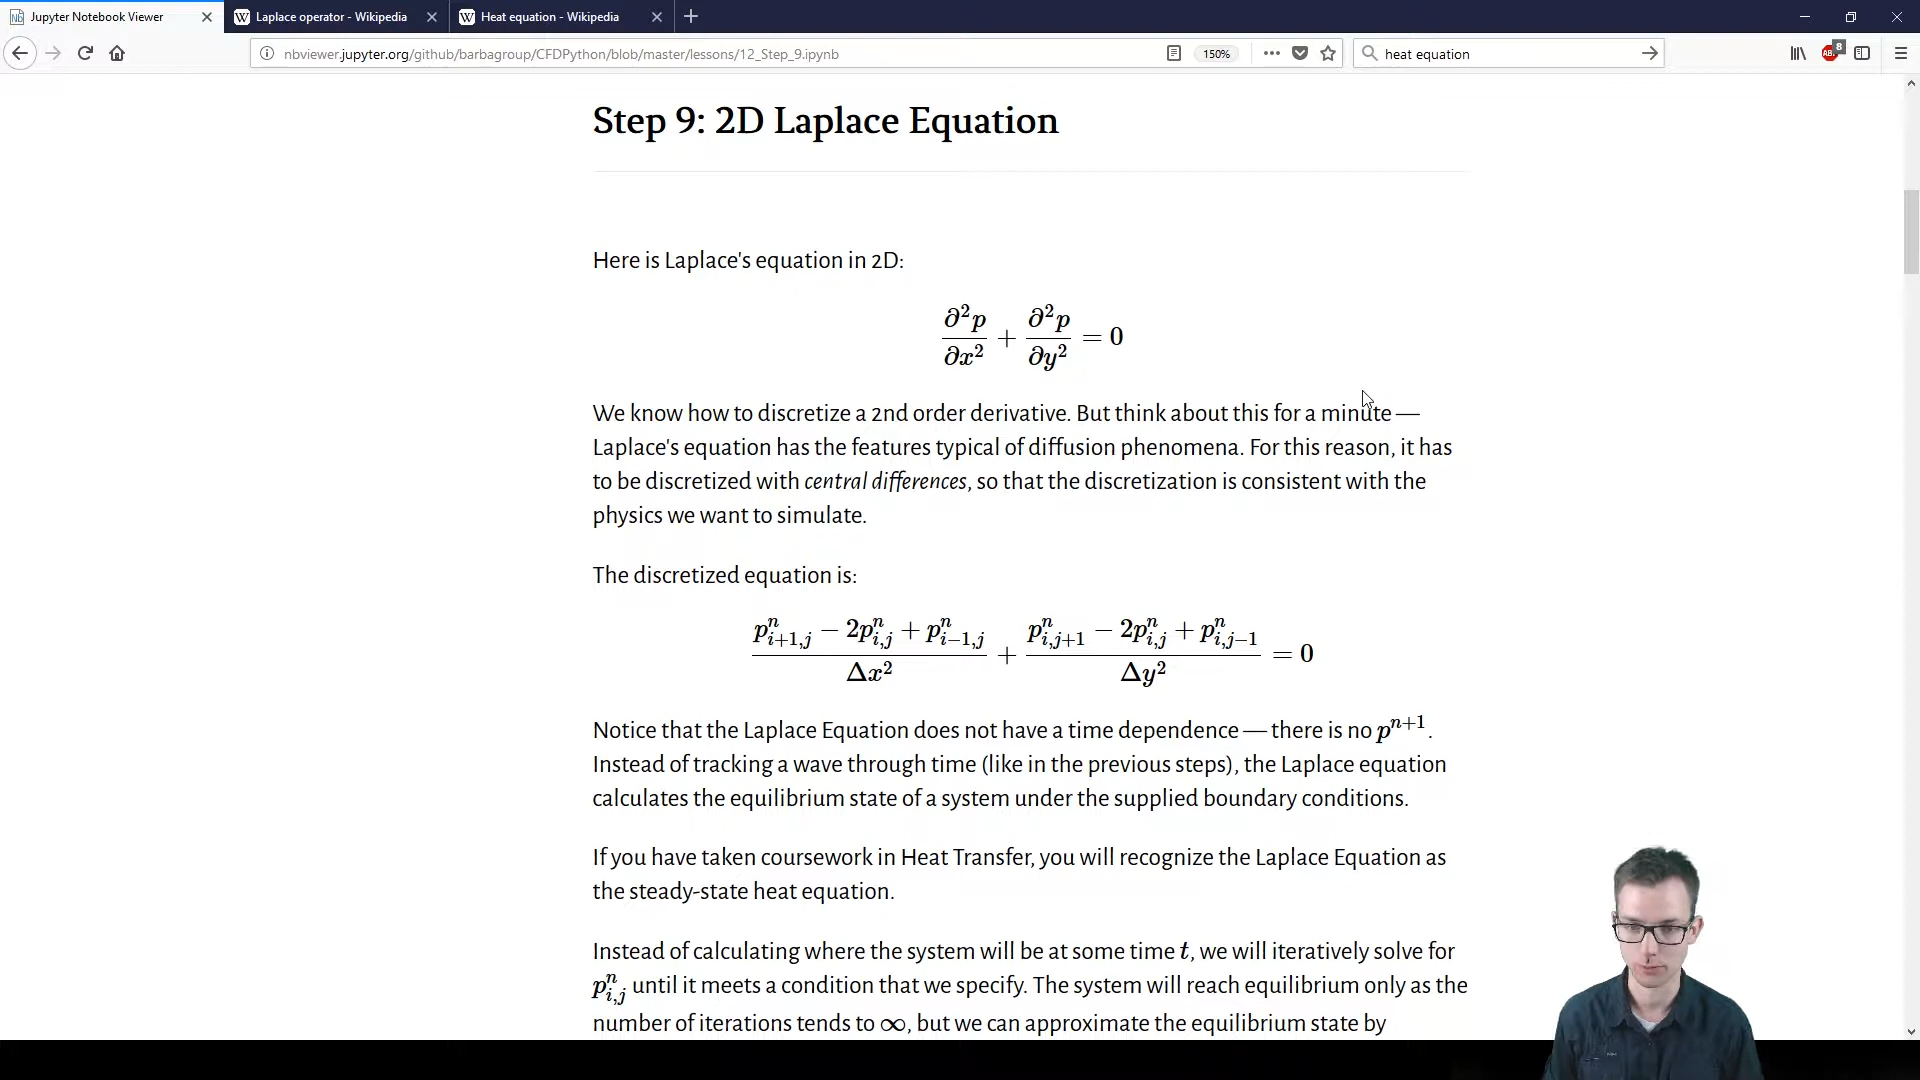 Jupyter Notebook Viewer
Laplace operator - Wikipedia
Heat equation - Wikipedia
nbviewer.jupyter.org/github/barbagroup/CFDPython/blob/master/lessons/12_Step_9.ipynb
150%
heat equation
8
Step 9: 2D Laplace Equation
Here is Laplace's equation in 2D:
∂²p/∂x² + ∂²p/∂y² = 0
We know how to discretize a 2nd order derivative. But think about this for a minute —
Laplace's equation has the features typical of diffusion phenomena. For this reason, it has
to be discretized with central differences, so that the discretization is consistent with the
physics we want to simulate.
The discretized equation is:
(p^n_{i+1,j} − 2p^n_{i,j} + p^n_{i−1,j})/Δx² + (p^n_{i,j+1} − 2p^n_{i,j} + p^n_{i,j−1})/Δy² = 0
Notice that the Laplace Equation does not have a time dependence — there is no p^{n+1}.
Instead of tracking a wave through time (like in the previous steps), the Laplace equation
calculates the equilibrium state of a system under the supplied boundary conditions.
If you have taken coursework in Heat Transfer, you will recognize the Laplace Equation as
the steady-state heat equation.
Instead of calculating where the system will be at some time t, we will iteratively solve for
p^n_{i,j} until it meets a condition that we specify. The system will reach equilibrium only as the
number of iterations tends to ∞, but we can approximate the equilibrium state by